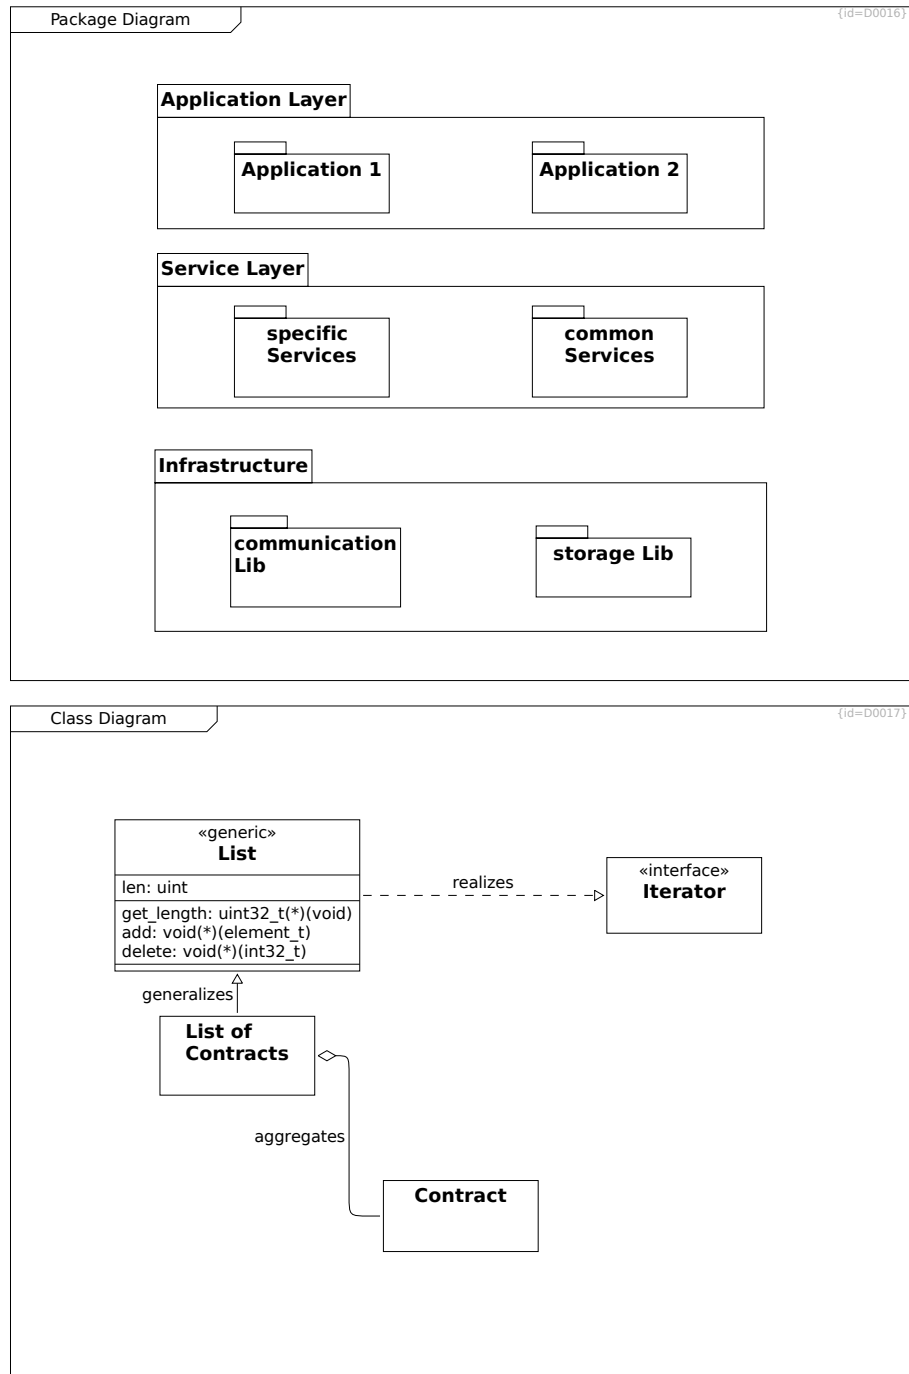 Package Diagram
{id=D0016}
Application Layer
Application 1
Application 2
Service Layer
specific
Services
common
Services
Infrastructure
communication
Lib
storage Lib
Class Diagram
{id=D0017}
«generic»
List
len: uint
get_length: uint32_t(*)(void)
add: void(*)(element_t)
delete: void(*)(int32_t)
realizes
«interface»
Iterator
generalizes
List of
Contracts
aggregates
Contract